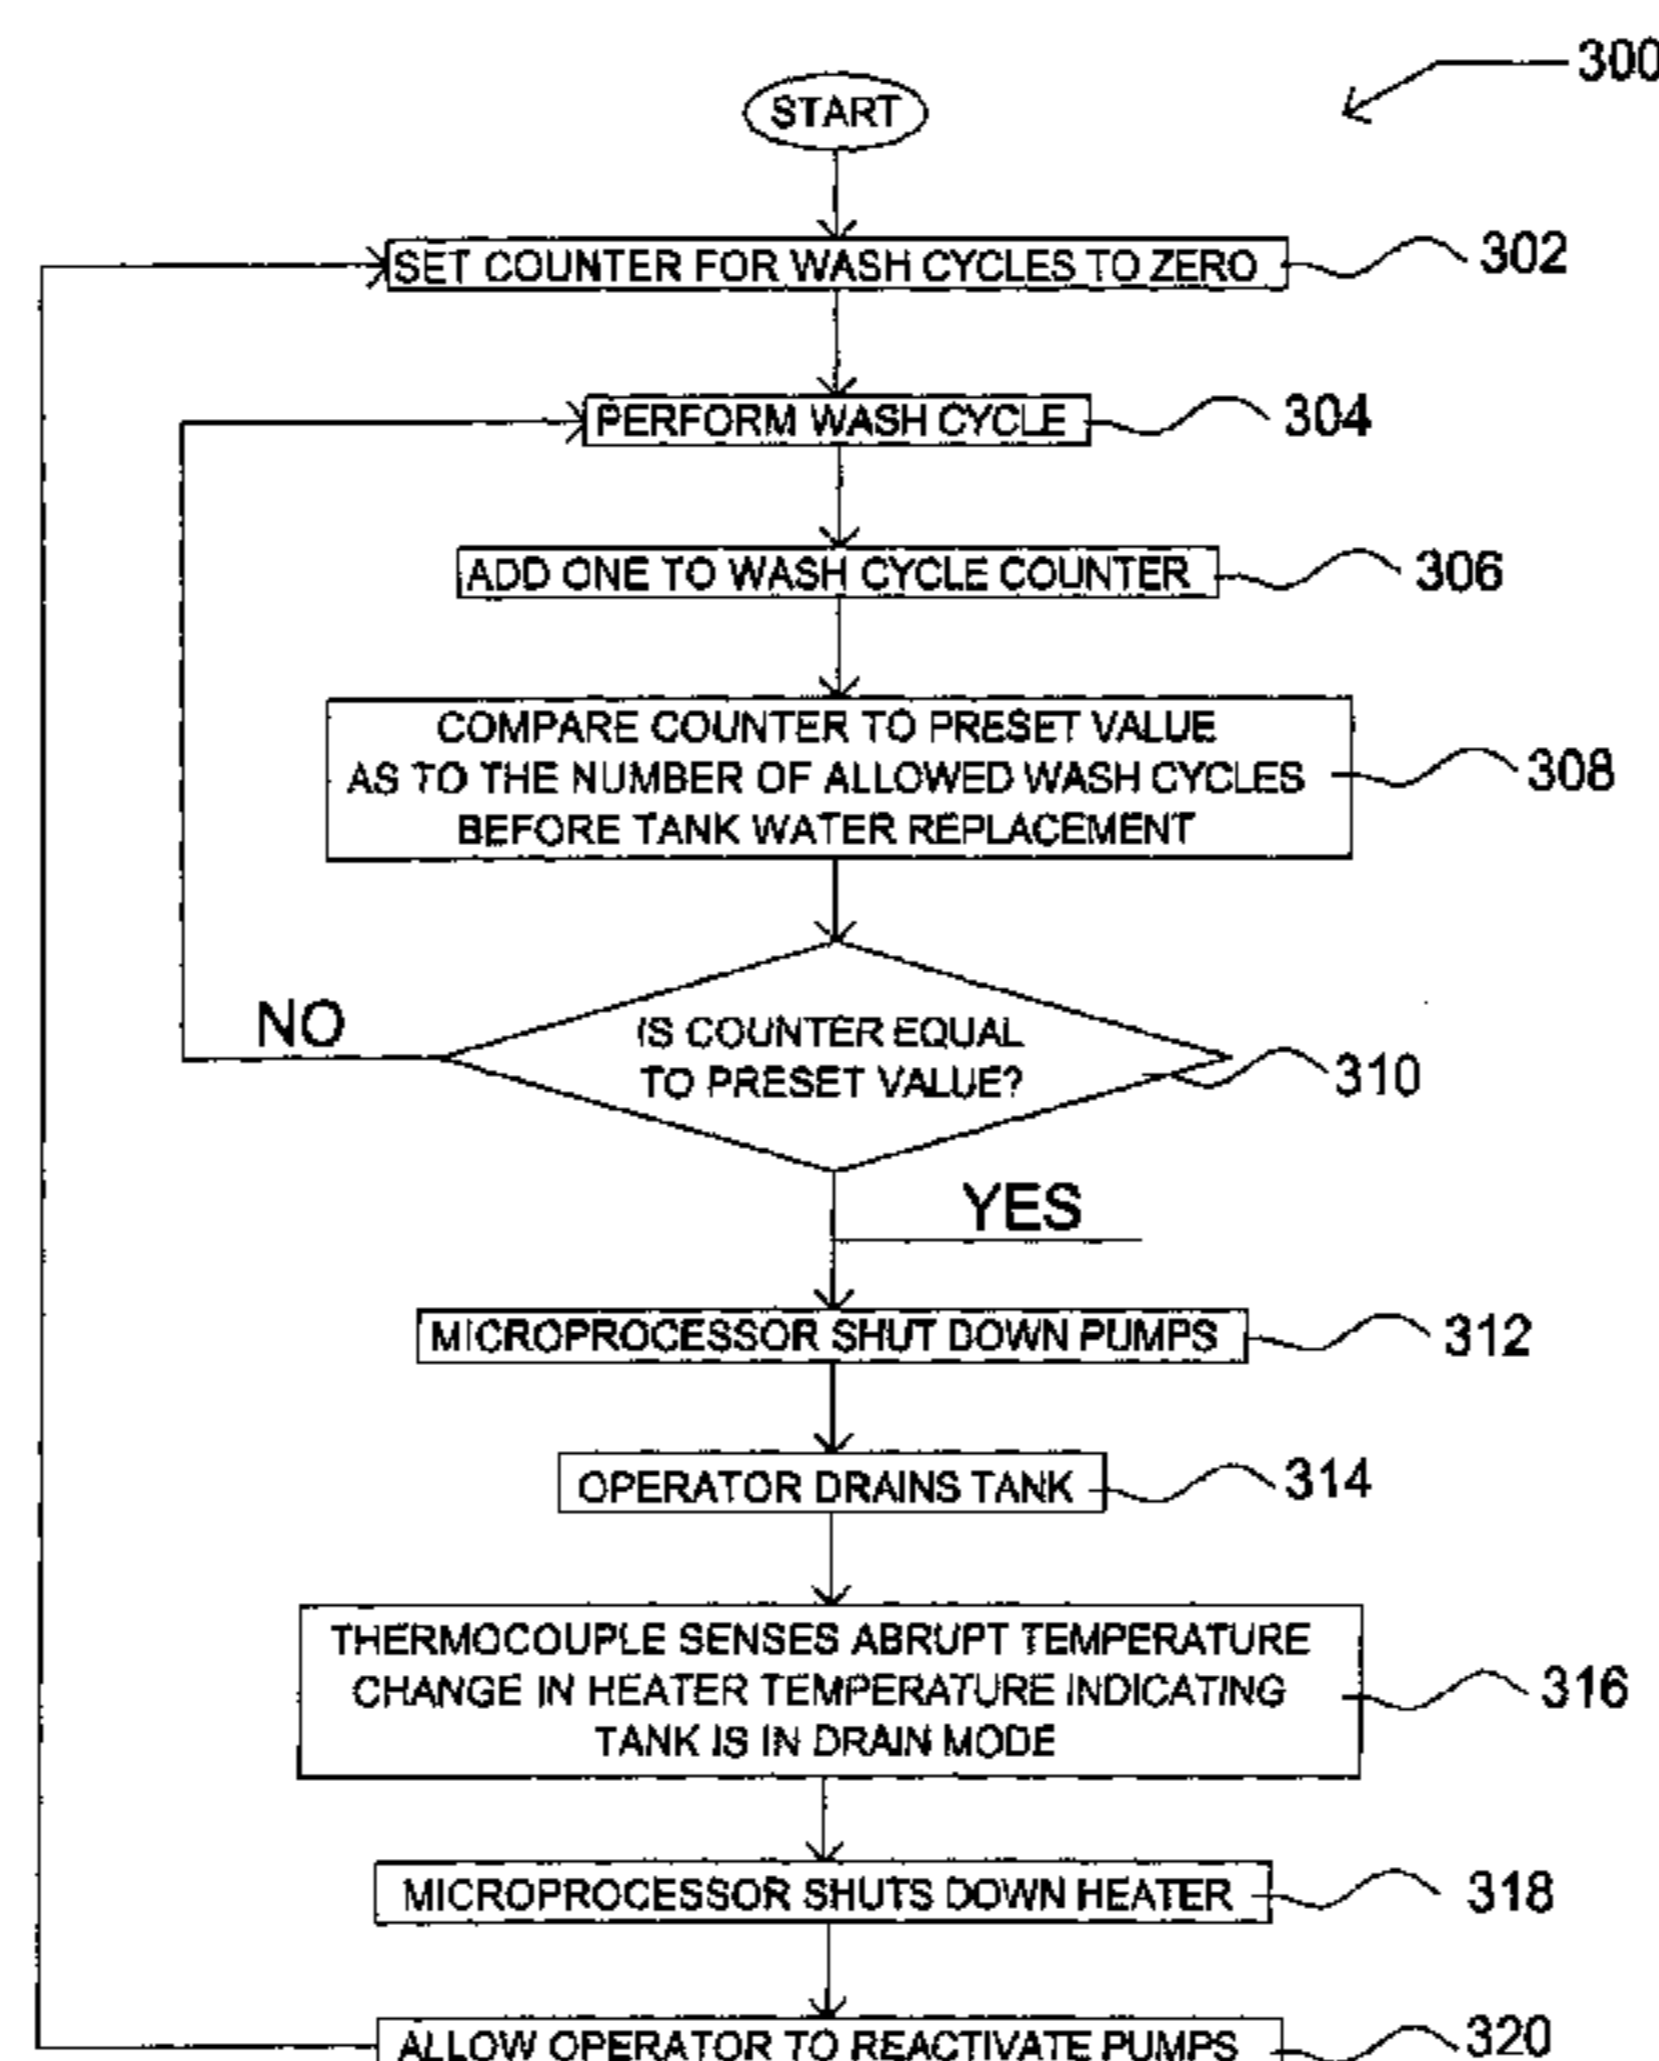 300
START
SET COUNTER FOR WASH CYCLES TO ZERO
302
PERFORM WASH CYCLE
304
ADD ONE TO WASH CYCLE COUNTER
306
COMPARE COUNTER TO PRESET VALUE
AS TO THE NUMBER OF ALLOWED WASH CYCLES
BEFORE TANK WATER REPLACEMENT
308
NO
IS COUNTER EQUAL
TO PRESET VALUE?
310
YES
MICROPROCESSOR SHUT DOWN PUMPS
312
OPERATOR DRAINS TANK
314
THERMOCOUPLE SENSES ABRUPT TEMPERATURE
CHANGE IN HEATER TEMPERATURE INDICATING
TANK IS IN DRAIN MODE
316
MICROPROCESSOR SHUTS DOWN HEATER
318
ALLOW OPERATOR TO REACTIVATE PUMPS
320